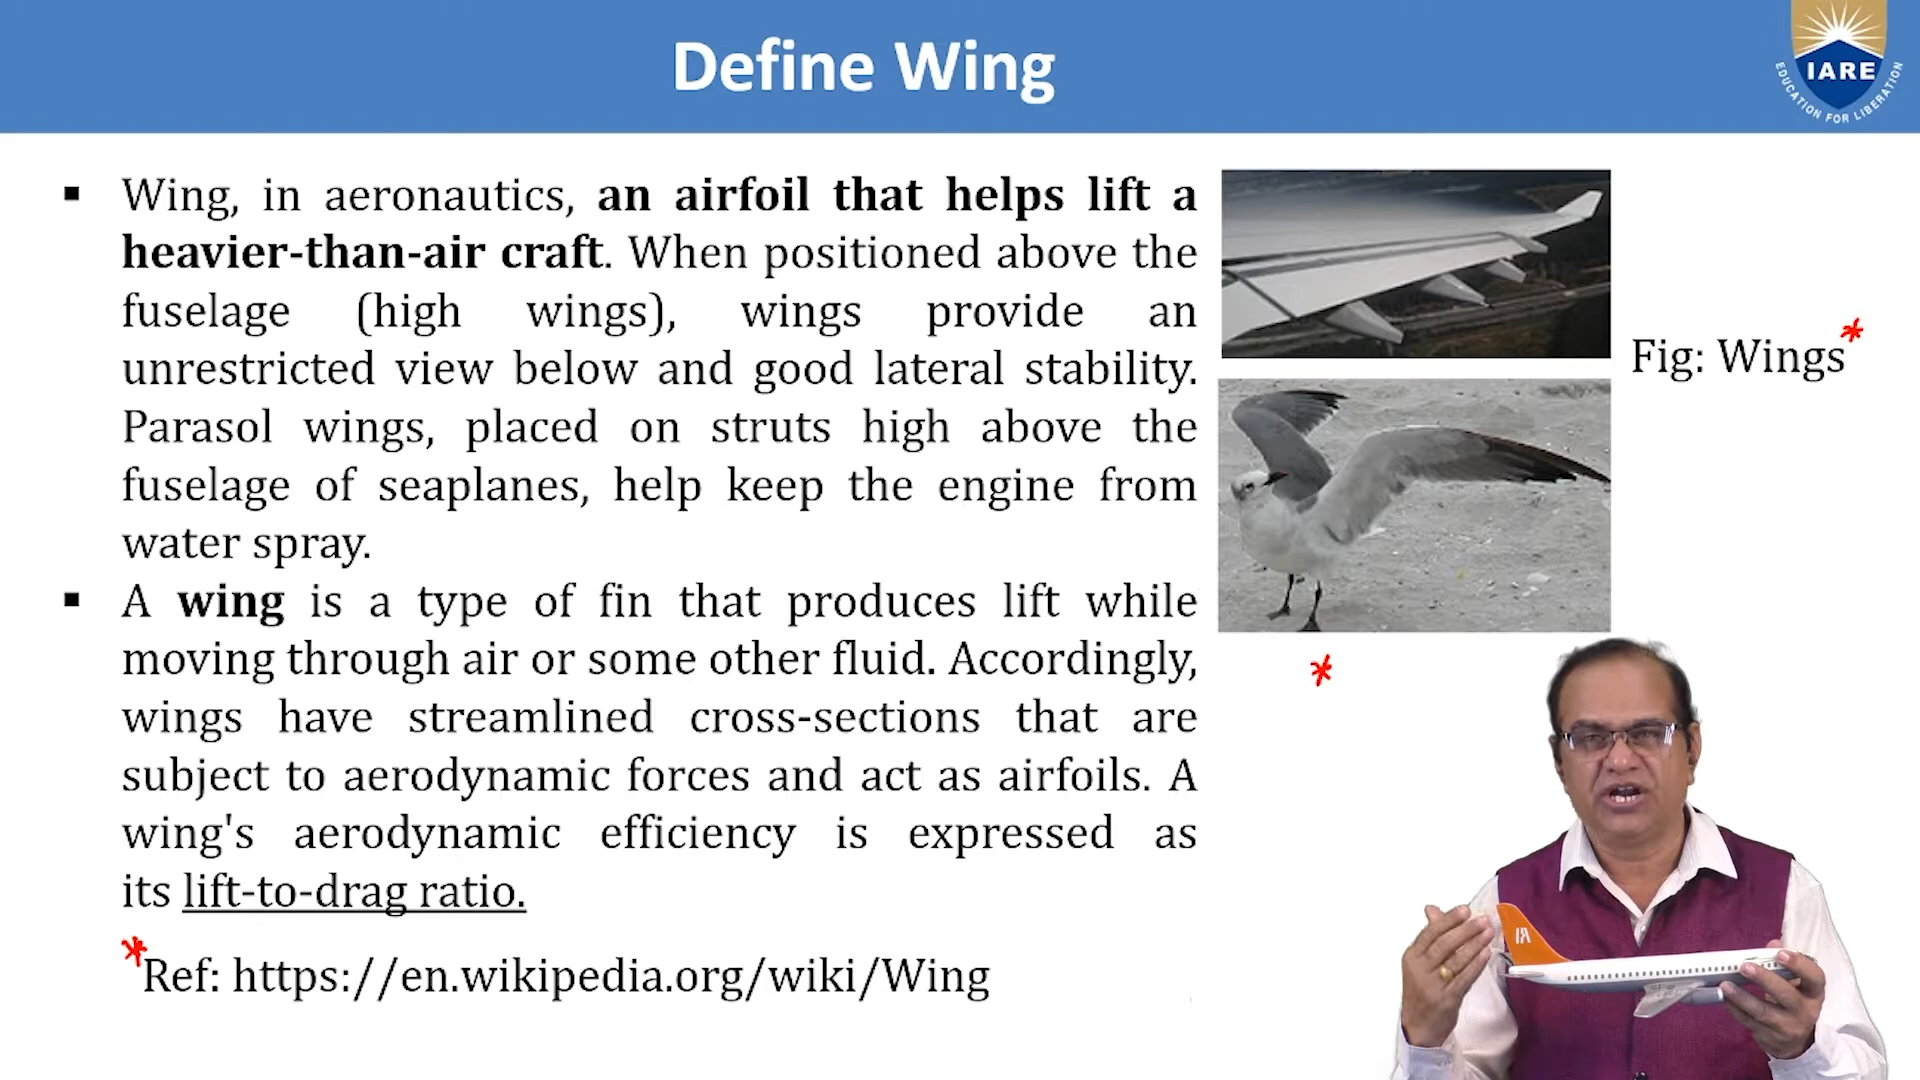 Define Wing
IARE
EDUCATION FOR LIBERATION
▪ Wing, in aeronautics, an airfoil that helps lift a
heavier-than-air craft. When positioned above the
fuselage (high wings), wings provide an
unrestricted view below and good lateral stability.
Parasol wings, placed on struts high above the
fuselage of seaplanes, help keep the engine from
water spray.
▪ A wing is a type of fin that produces lift while
moving through air or some other fluid. Accordingly,
wings have streamlined cross-sections that are
subject to aerodynamic forces and act as airfoils. A
wing's aerodynamic efficiency is expressed as
its lift-to-drag ratio.
*Ref: https://en.wikipedia.org/wiki/Wing
Fig: Wings*
*